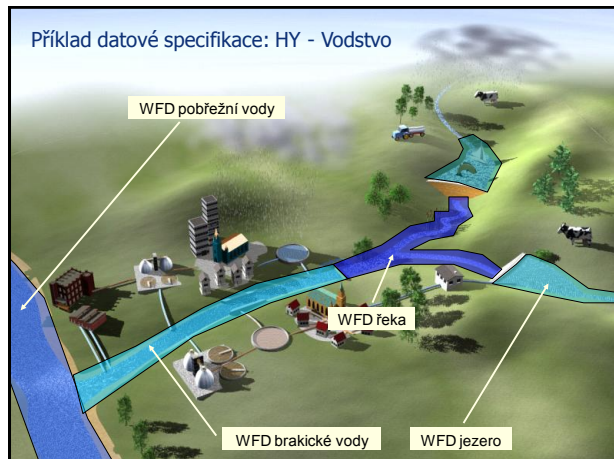 Příklad datové specifikace: HY - Vodstvo
WFD pobřežní vody
WFD řeka
WFD brakické vody
WFD jezero